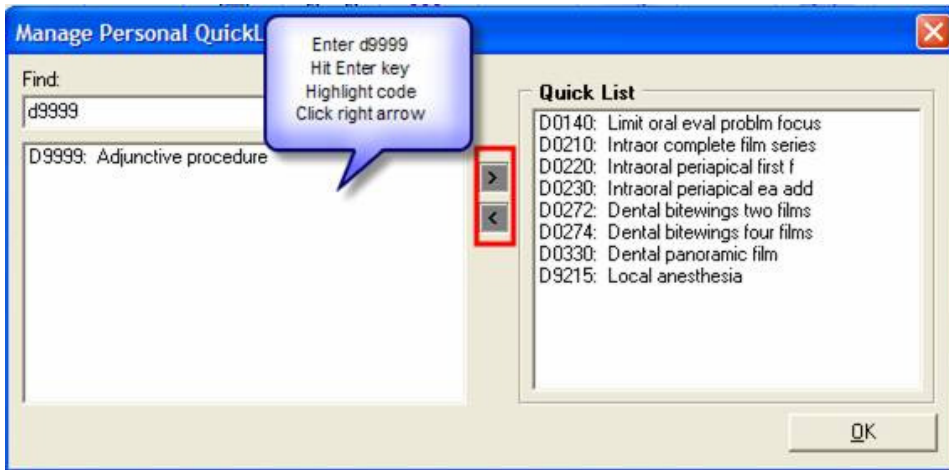 Manage Personal QuickL
Enter d9999
Hit Enter key
Highlight code
Click right arrow
Find:
d9999
D9999: Adjunctive procedure
>
<
Quick List
D0140: Limit oral eval problm focus
D0210: Intraor complete film series
D0220: Intraoral periapical first f
D0230: Intraoral periapical ea add
D0272: Dental bitewings two films
D0274: Dental bitewings four films
D0330: Dental panoramic film
D9215: Local anesthesia
OK